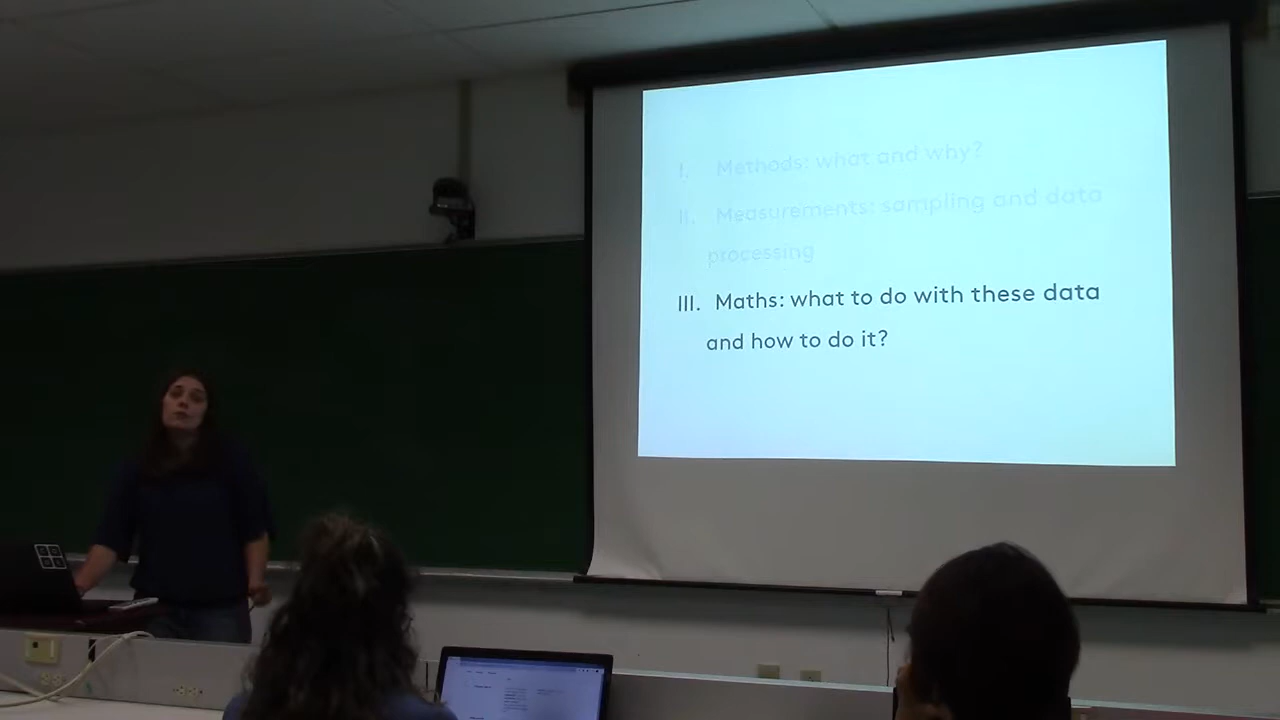 I. Methods: what and why?
II. Measurements: sampling and data
processing
III. Maths: what to do with these data
and how to do it?